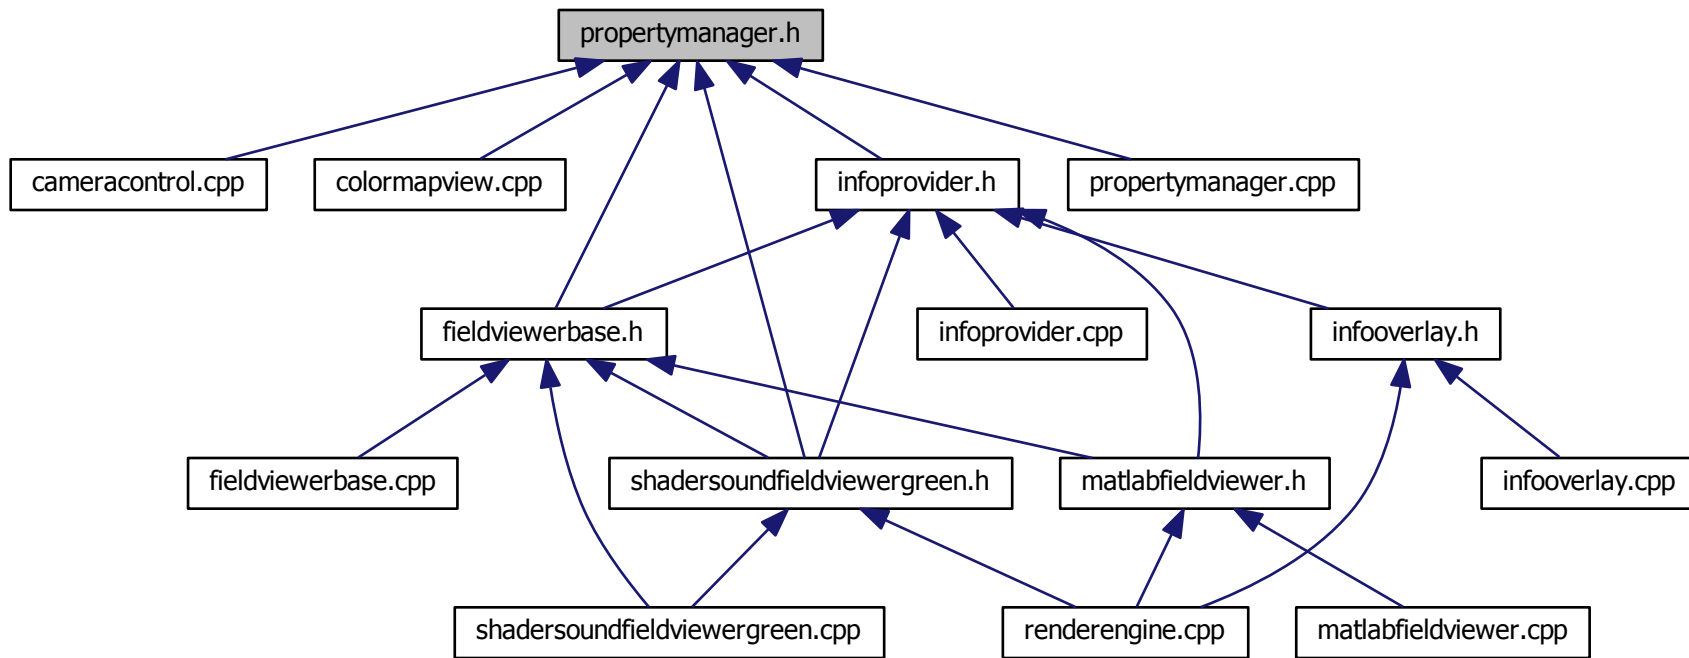 propertymanager.h
cameracontrol.cpp
colormapview.cpp
infoprovider.h
propertymanager.cpp
fieldviewerbase.h
infoprovider.cpp
infooverlay.h
fieldviewerbase.cpp
shadersoundfieldviewergreen.h
matlabfieldviewer.h
infooverlay.cpp
shadersoundfieldviewergreen.cpp
renderengine.cpp
matlabfieldviewer.cpp